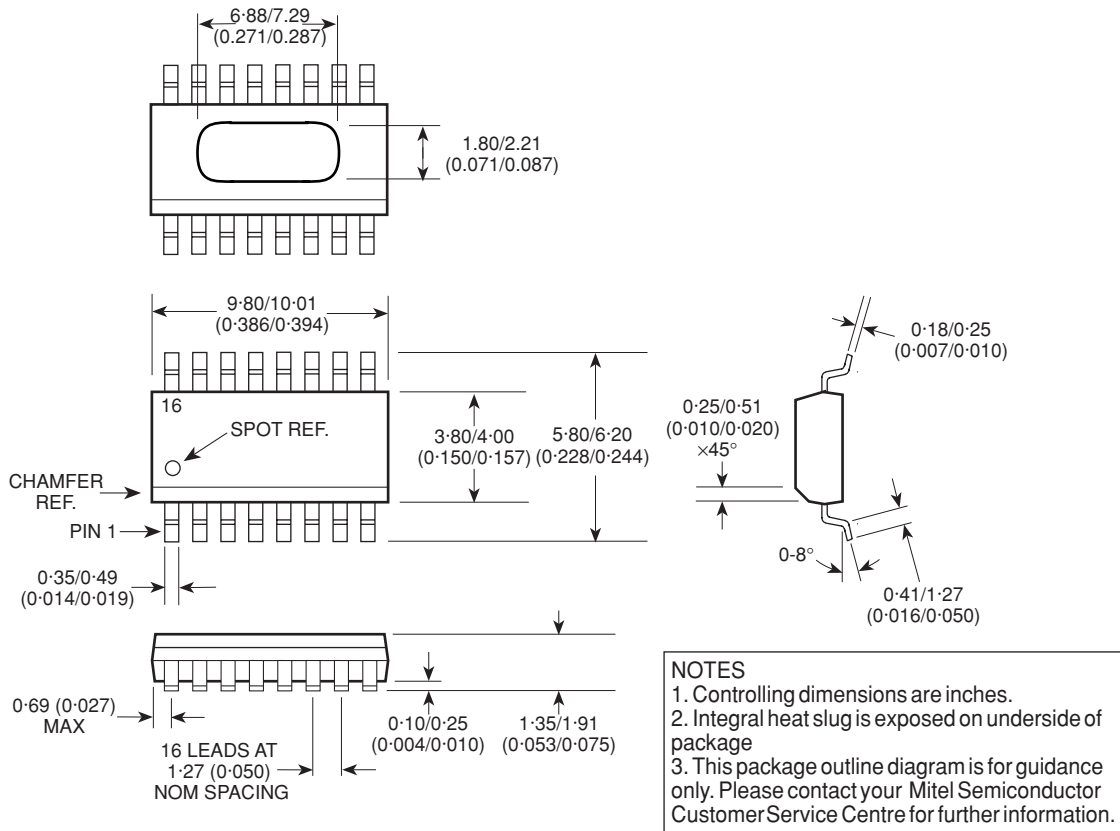 6·88/7.29
(0.271/0.287)
1.80/2.21
(0.071/0.087)
9·80/10·01
(0·386/0·394)
16
SPOT REF.
CHAMFER
REF.
PIN 1
3·80/4·00
(0·150/0·157)
5·80/6·20
(0·228/0·244)
0·35/0·49
(0·014/0·019)
0·18/0·25
(0·007/0·010)
0·25/0·51
(0·010/0·020)
×45°
0-8°
0·41/1·27
(0·016/0·050)
0·69 (0·027)
MAX
16 LEADS AT
1·27 (0·050)
NOM SPACING
0·10/0·25
(0·004/0·010)
1·35/1·91
(0·053/0·075)
NOTES
1. Controlling dimensions are inches.
2. Integral heat slug is exposed on underside of
package
3. This package outline diagram is for guidance
only. Please contact your Mitel Semiconductor
Customer Service Centre for further information.